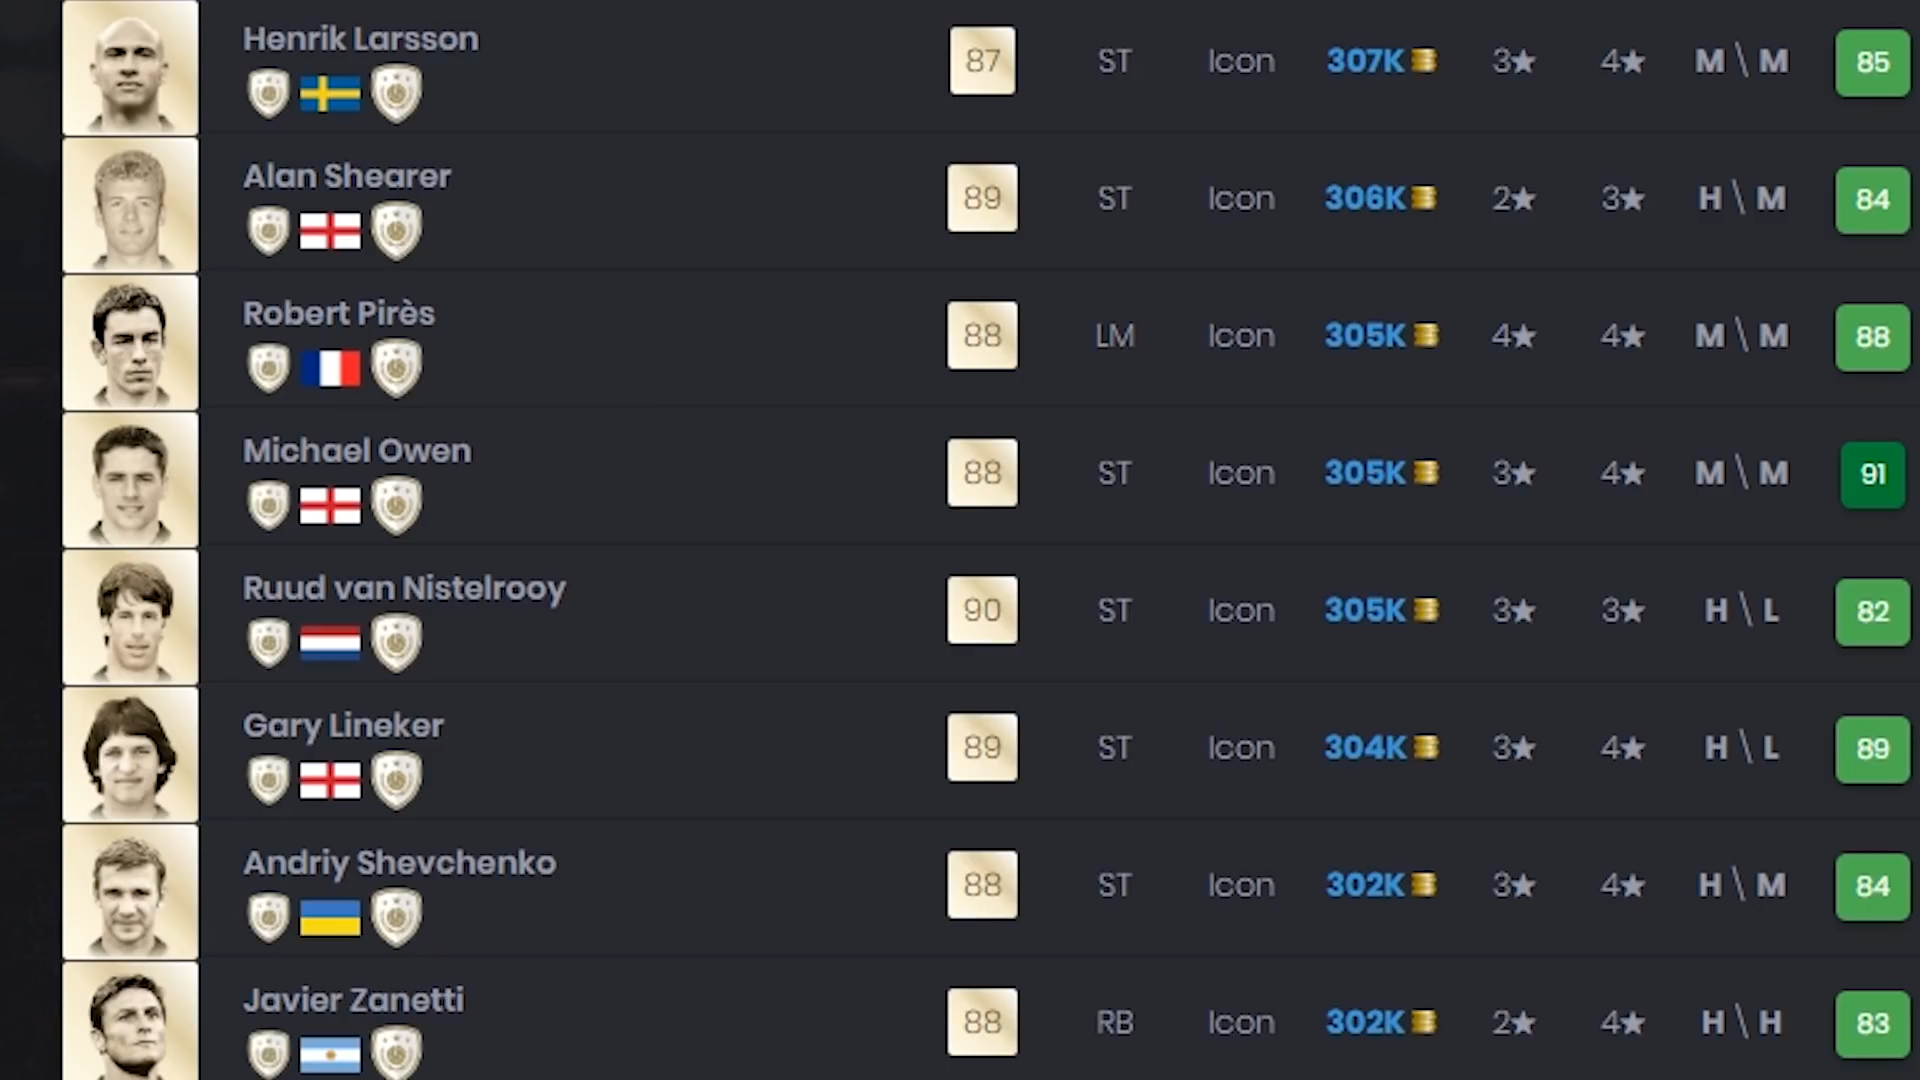 Henrik Larsson 87 ST Icon 307K 3★ 4★ M \ M 85
Alan Shearer 89 ST Icon 306K 2★ 3★ H \ M 84
Robert Pirès 88 LM Icon 305K 4★ 4★ M \ M 88
Michael Owen 88 ST Icon 305K 3★ 4★ M \ M 91
Ruud van Nistelrooy 90 ST Icon 305K 3★ 3★ H \ L 82
Gary Lineker 89 ST Icon 304K 3★ 4★ H \ L 89
Andriy Shevchenko 88 ST Icon 302K 3★ 4★ H \ M 84
Javier Zanetti 88 RB Icon 302K 2★ 4★ H \ H 83